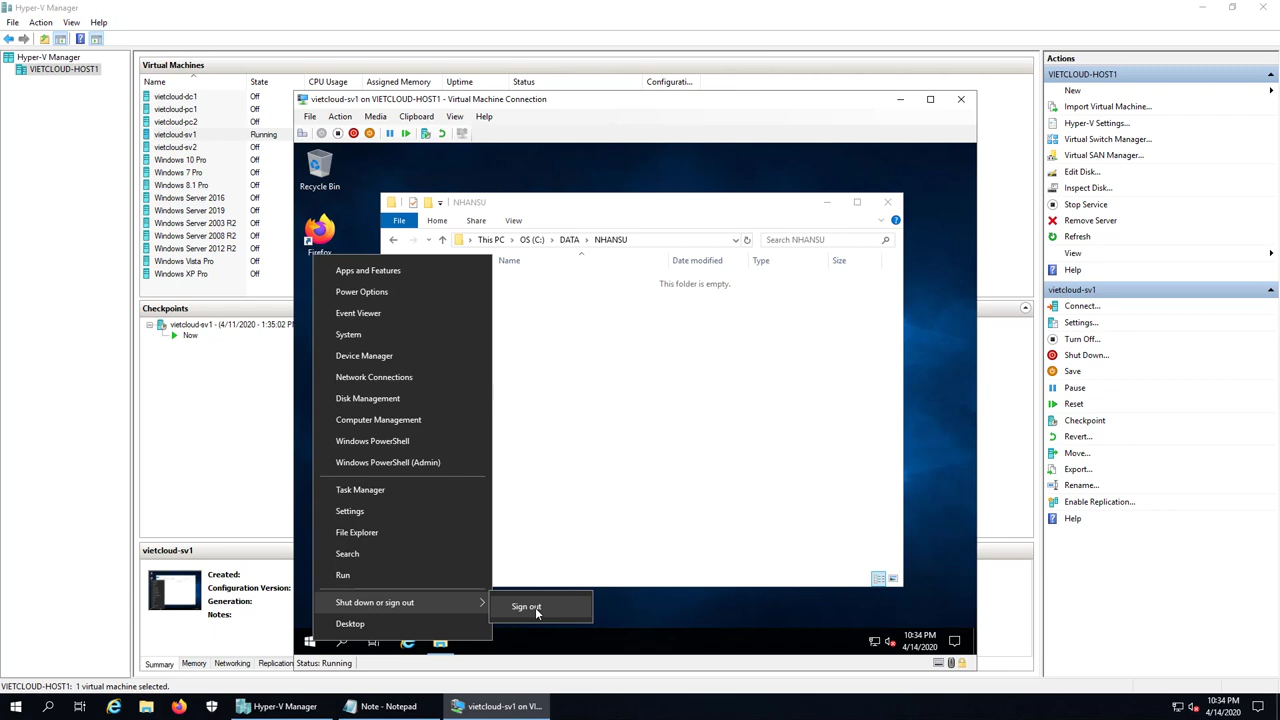 Hyper-V Manager
File Action View Help
Hyper-V Manager
VIETCLOUD-HOST1
Virtual Machines
Name State CPU Usage Assigned Memory Uptime Status Configurati...
vietcloud-dc1 Off
vietcloud-pc1 Off
vietcloud-pc2 Off
vietcloud-sv1 Running
vietcloud-sv2 Off
Windows 10 Pro Off
Windows 7 Pro Off
Windows 8.1 Pro Off
Windows Server 2016 Off
Windows Server 2019 Off
Windows Server 2003 R2 Off
Windows Server 2008 R2 Off
Windows Server 2012 R2 Off
Windows Vista Pro Off
Windows XP Pro Off
Checkpoints
vietcloud-sv1 - (4/11/2020 - 1:35:02 P
Now
vietcloud-sv1
Created:
Configuration Version:
Generation:
Notes:
Summary Memory Networking Replication
vietcloud-sv1 on VIETCLOUD-HOST1 - Virtual Machine Connection
File Action Media Clipboard View Help
Recycle Bin
Firefox
NHANSU
File Home Share View
This PC OS (C:) DATA NHANSU
Search NHANSU
Name Date modified Type Size
This folder is empty.
Apps and Features
Power Options
Event Viewer
System
Device Manager
Network Connections
Disk Management
Computer Management
Windows PowerShell
Windows PowerShell (Admin)
Task Manager
Settings
File Explorer
Search
Run
Shut down or sign out
Desktop
Sign out
10:34 PM
4/14/2020
Status: Running
Actions
VIETCLOUD-HOST1
New
Import Virtual Machine...
Hyper-V Settings...
Virtual Switch Manager...
Virtual SAN Manager...
Edit Disk...
Inspect Disk...
Stop Service
Remove Server
Refresh
View
Help
vietcloud-sv1
Connect...
Settings...
Turn Off...
Shut Down...
Save
Pause
Reset
Checkpoint
Revert...
Move...
Export...
Rename...
Enable Replication...
Help
VIETCLOUD-HOST1: 1 virtual machine selected.
Hyper-V Manager
Note - Notepad
vietcloud-sv1 on VI...
10:34 PM
4/14/2020